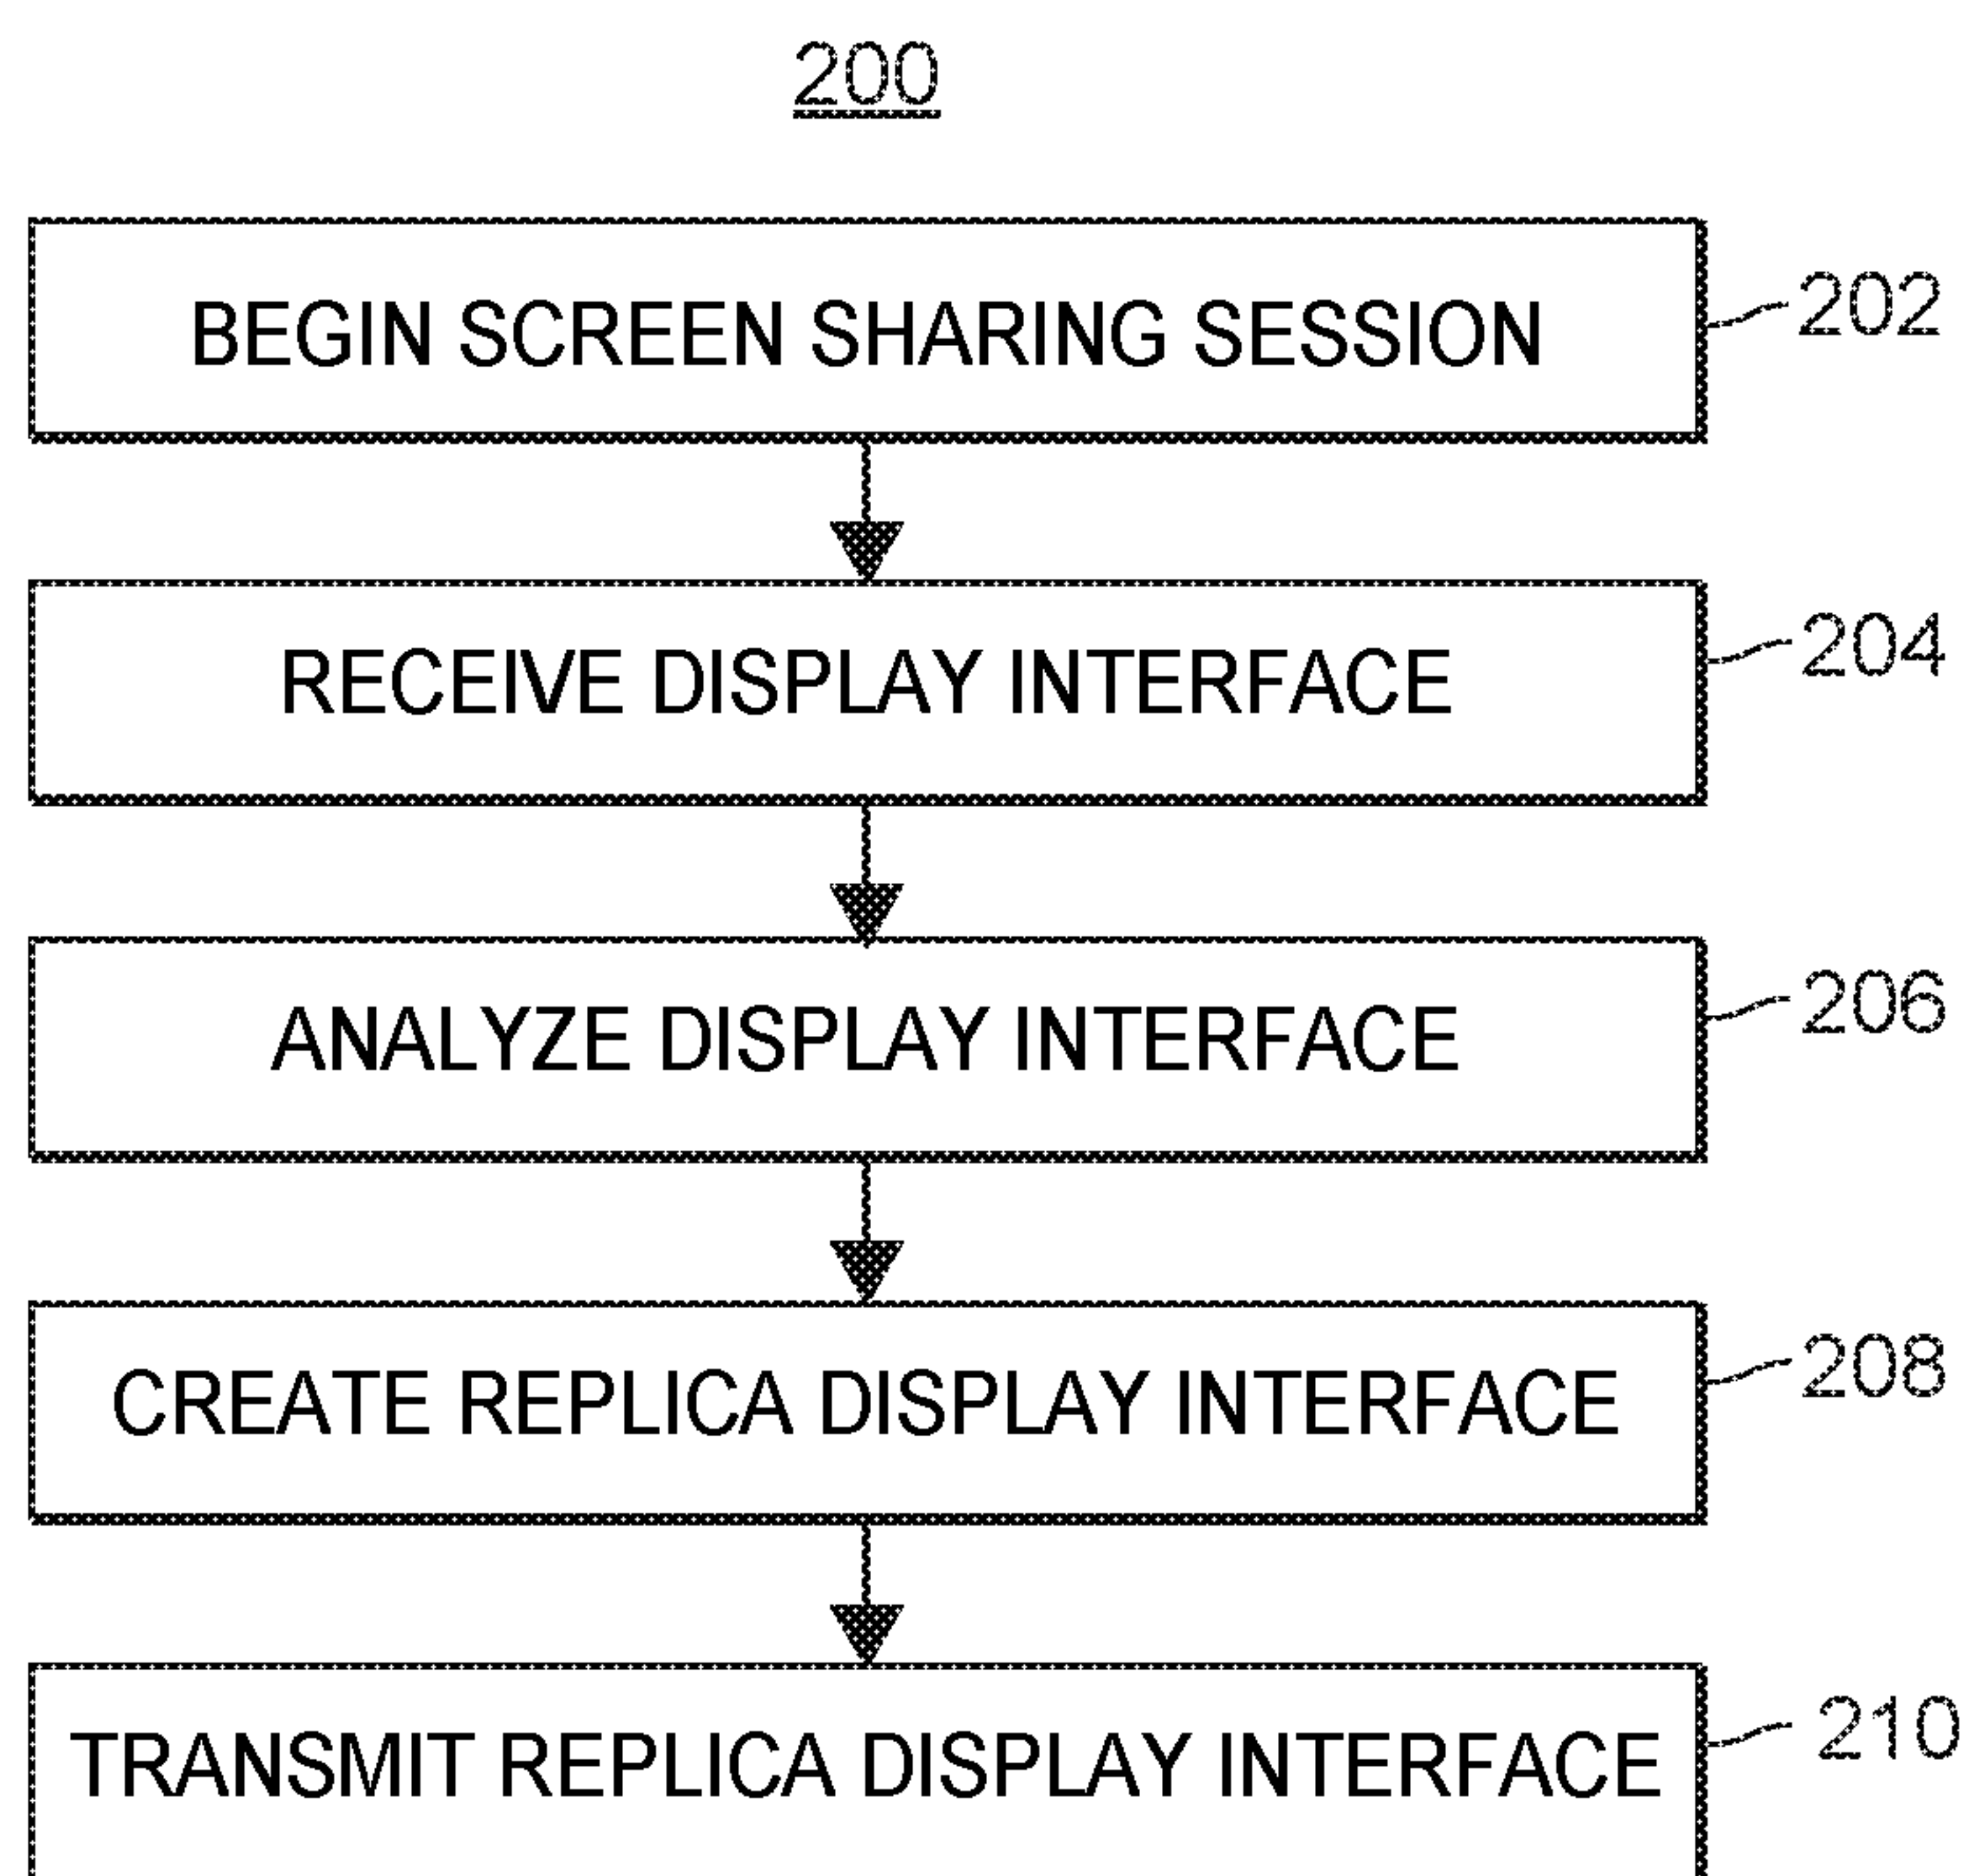 200
BEGIN SCREEN SHARING SESSION
202
RECEIVE DISPLAY INTERFACE
204
ANALYZE DISPLAY INTERFACE
206
CREATE REPLICA DISPLAY INTERFACE
208
TRANSMIT REPLICA DISPLAY INTERFACE
210